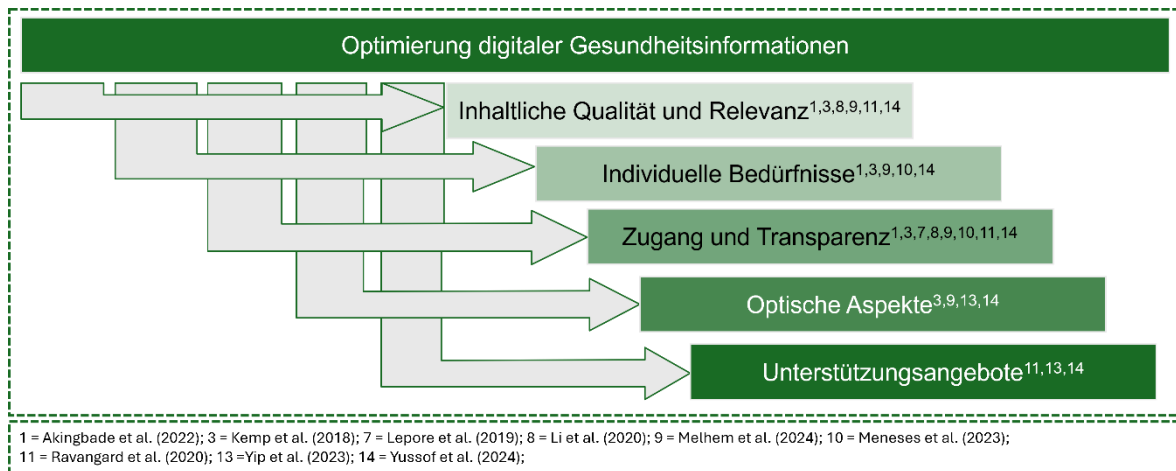 Optimierung digitaler Gesundheitsinformationen
Inhaltliche Qualität und Relevanz1,3,8,9,11,14
Individuelle Bedürfnisse1,3,9,10,14
Zugang und Transparenz1,3,7,8,9,10,11,14
Optische Aspekte3,9,13,14
Unterstützungsangebote11,13,14
1 = Akingbade et al. (2022); 3 = Kemp et al. (2018); 7 = Lepore et al. (2019); 8 = Li et al. (2020); 9 = Melhem et al. (2024); 10 = Meneses et al. (2023);
11 = Ravangard et al. (2020); 13 =Yip et al. (2023); 14 = Yussof et al. (2024);